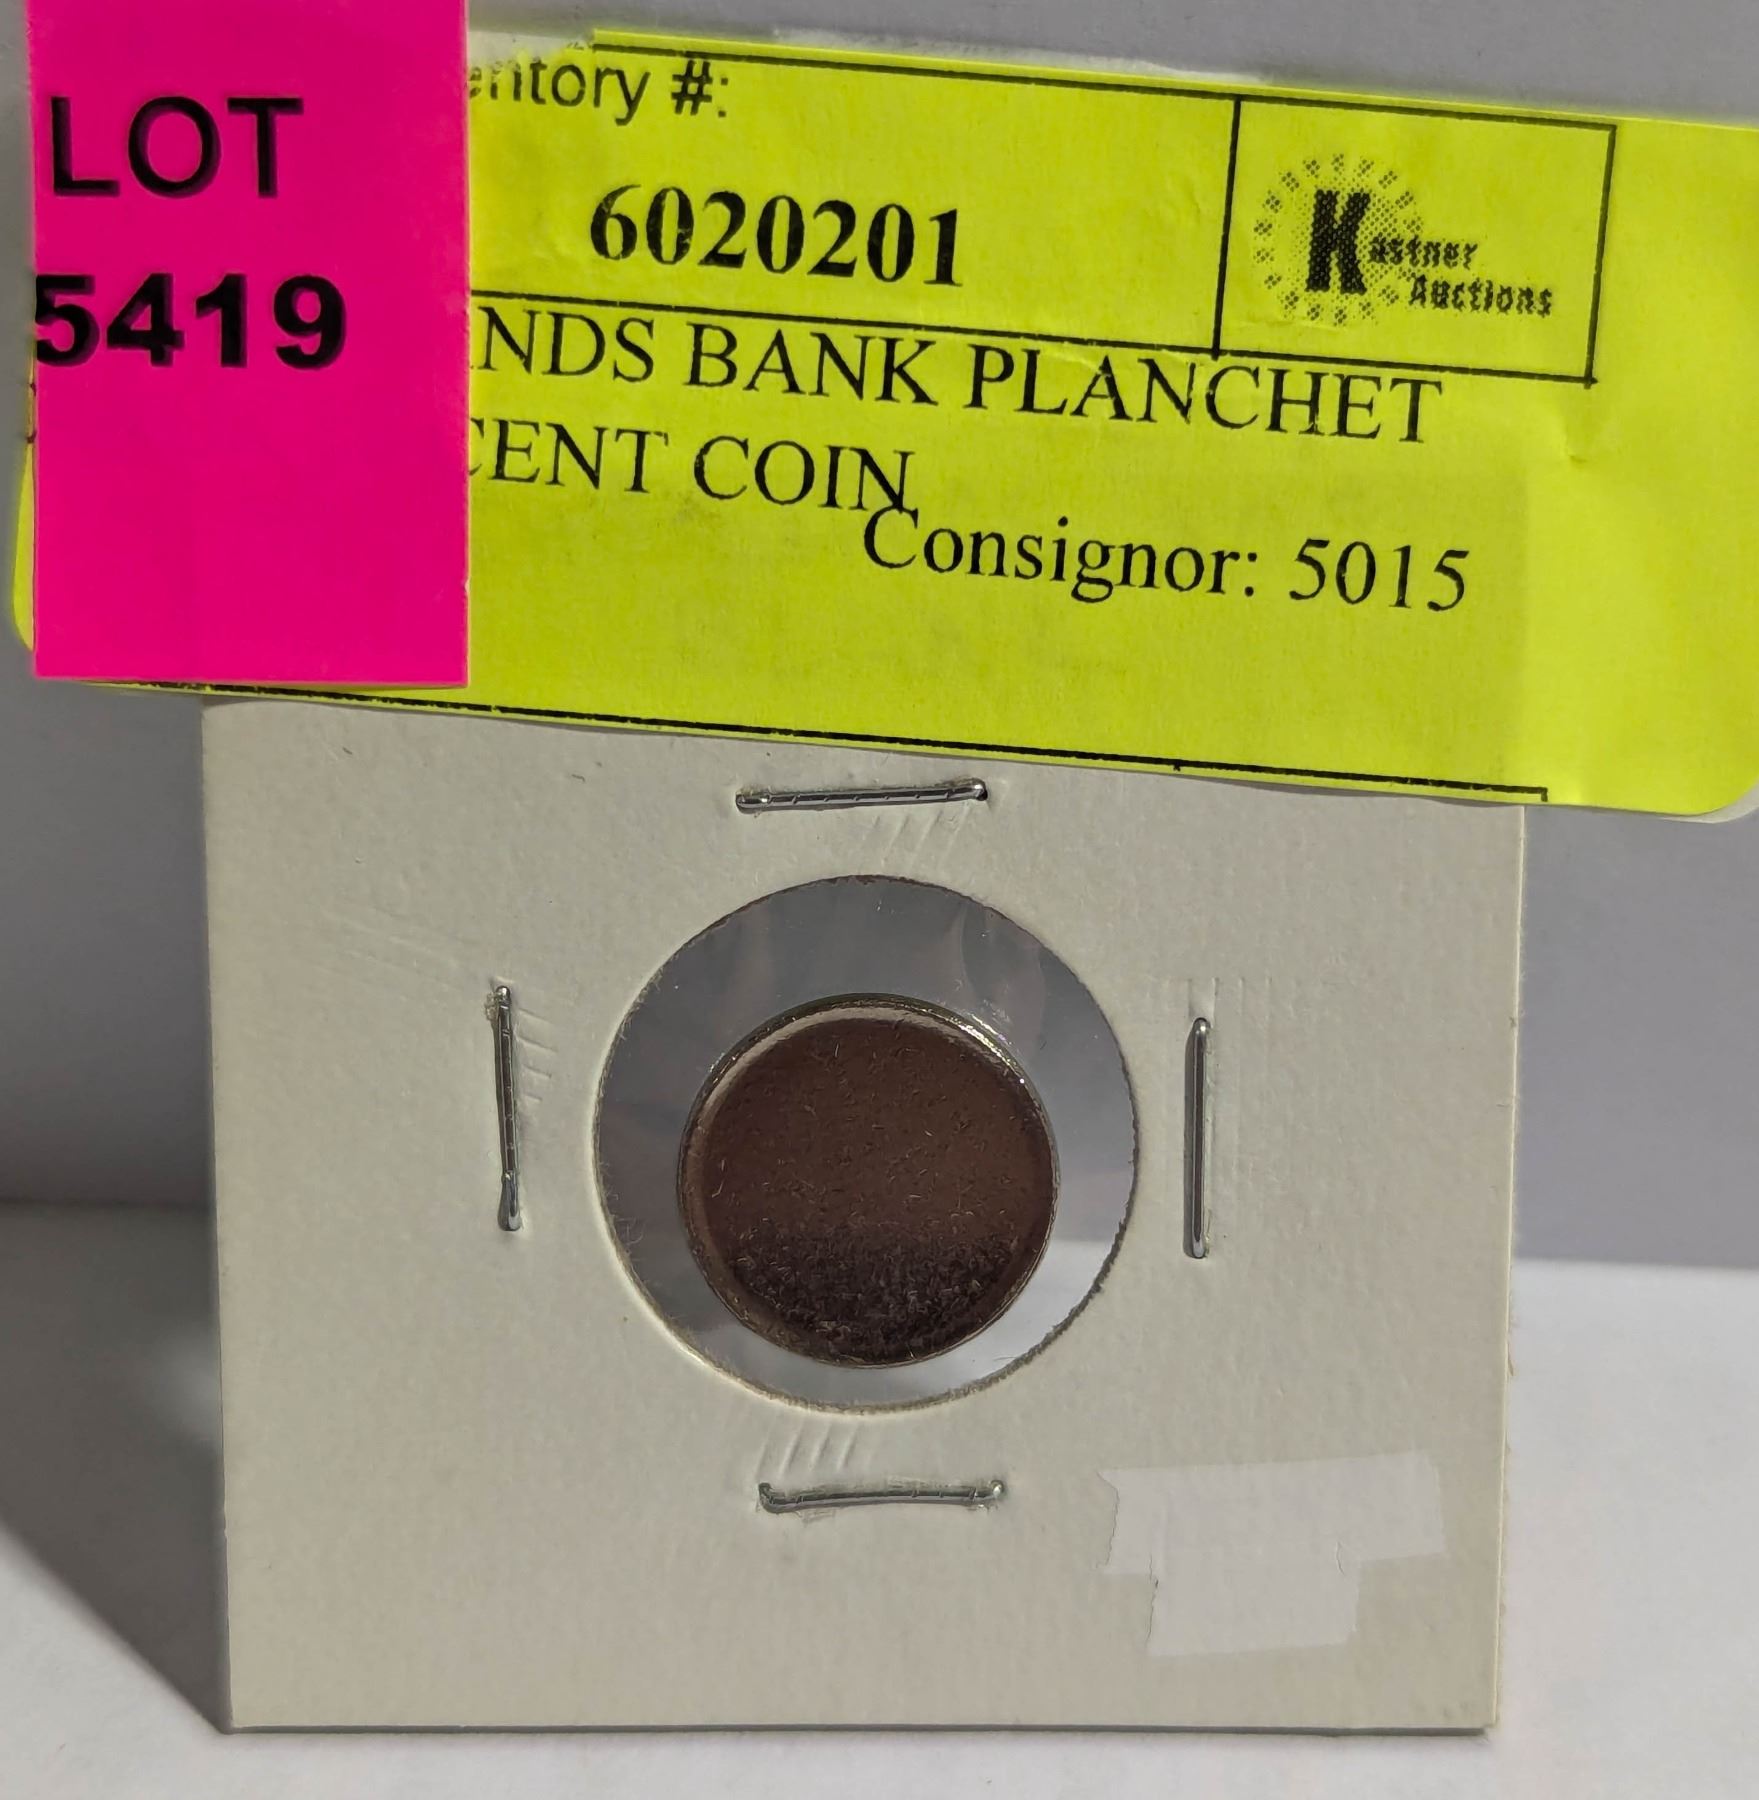 LOT
5419
entory #:
6020201
Kastner
Auctions
NDS BANK PLANCHET
CENT COIN
Consignor: 5015